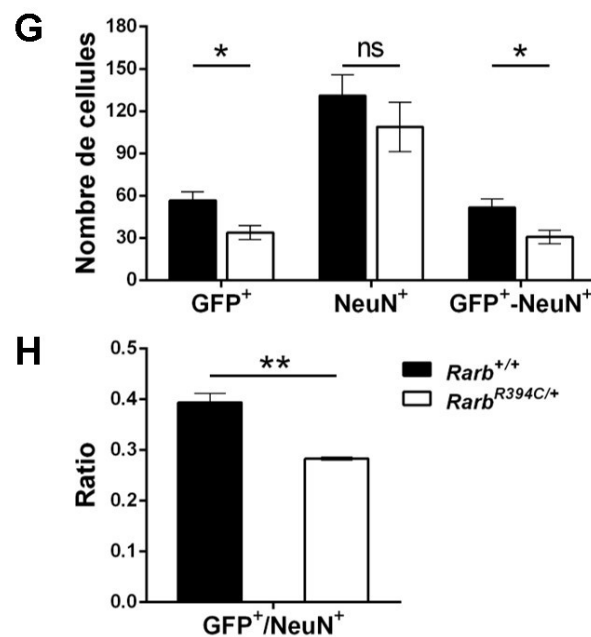 G
Nombre de cellules
180
150
120
90
60
30
0
*
ns
*
GFP⁺
NeuN⁺
GFP⁺-NeuN⁺
H
Ratio
0.5
0.4
0.3
0.2
0.1
0.0
**
Rarb⁺/⁺
Rarbᴿ³⁹⁴ᶜ/⁺
GFP⁺/NeuN⁺